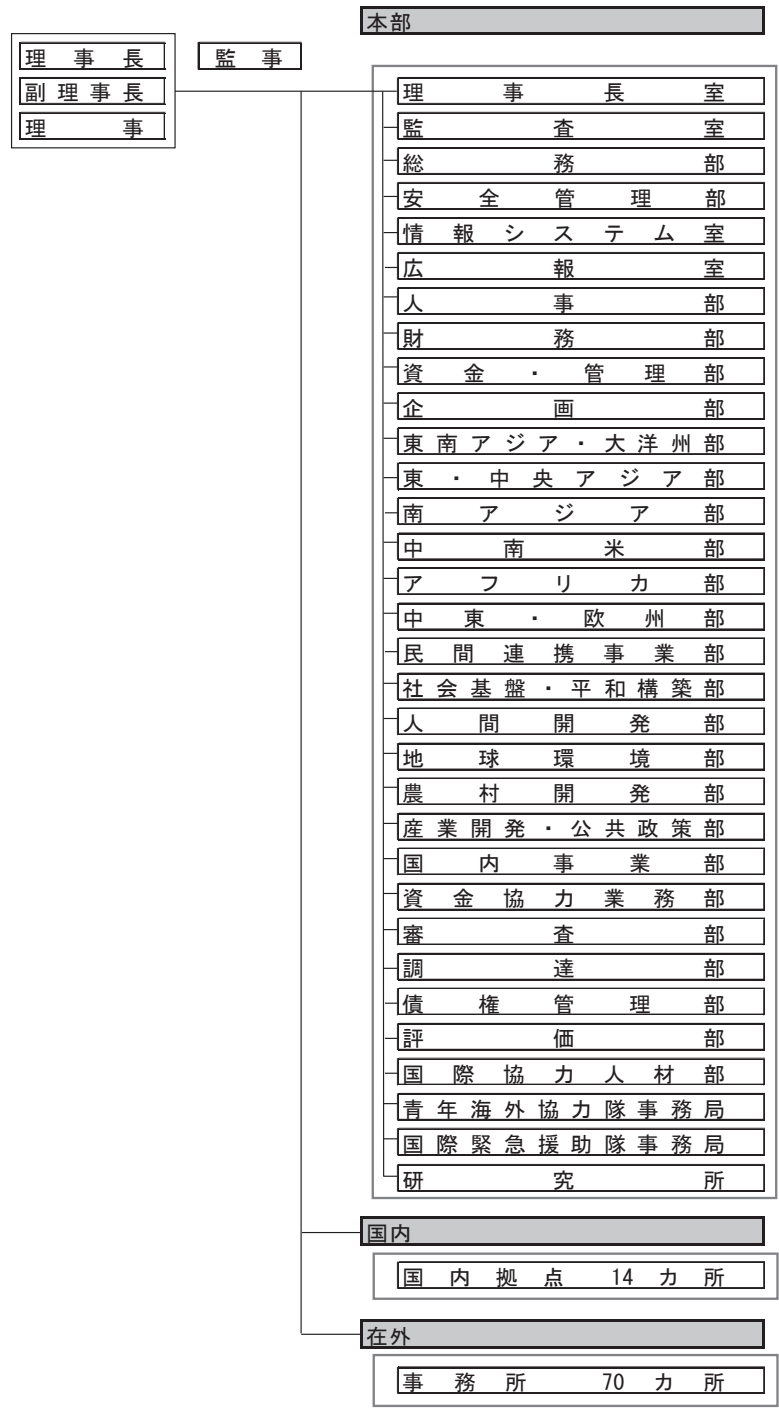 本部
理事長
監事
副理事長
理事
理事長室
監査室
総務部
安全管理部
情報システム室
広報室
人事部
財務部
資金・管理部
企画部
東南アジア・大洋州部
東・中央アジア部
南アジア部
中南米部
アフリカ部
中東・欧州部
民間連携事業部
社会基盤・平和構築部
人間開発部
地球環境部
農村開発部
産業開発・公共政策部
国内事業部
資金協力業務部
審査部
調達部
債権管理部
評価部
国際協力人材部
青年海外協力隊事務局
国際緊急援助隊事務局
研究所
国内
国内拠点 14カ所
在外
事務所 70カ所